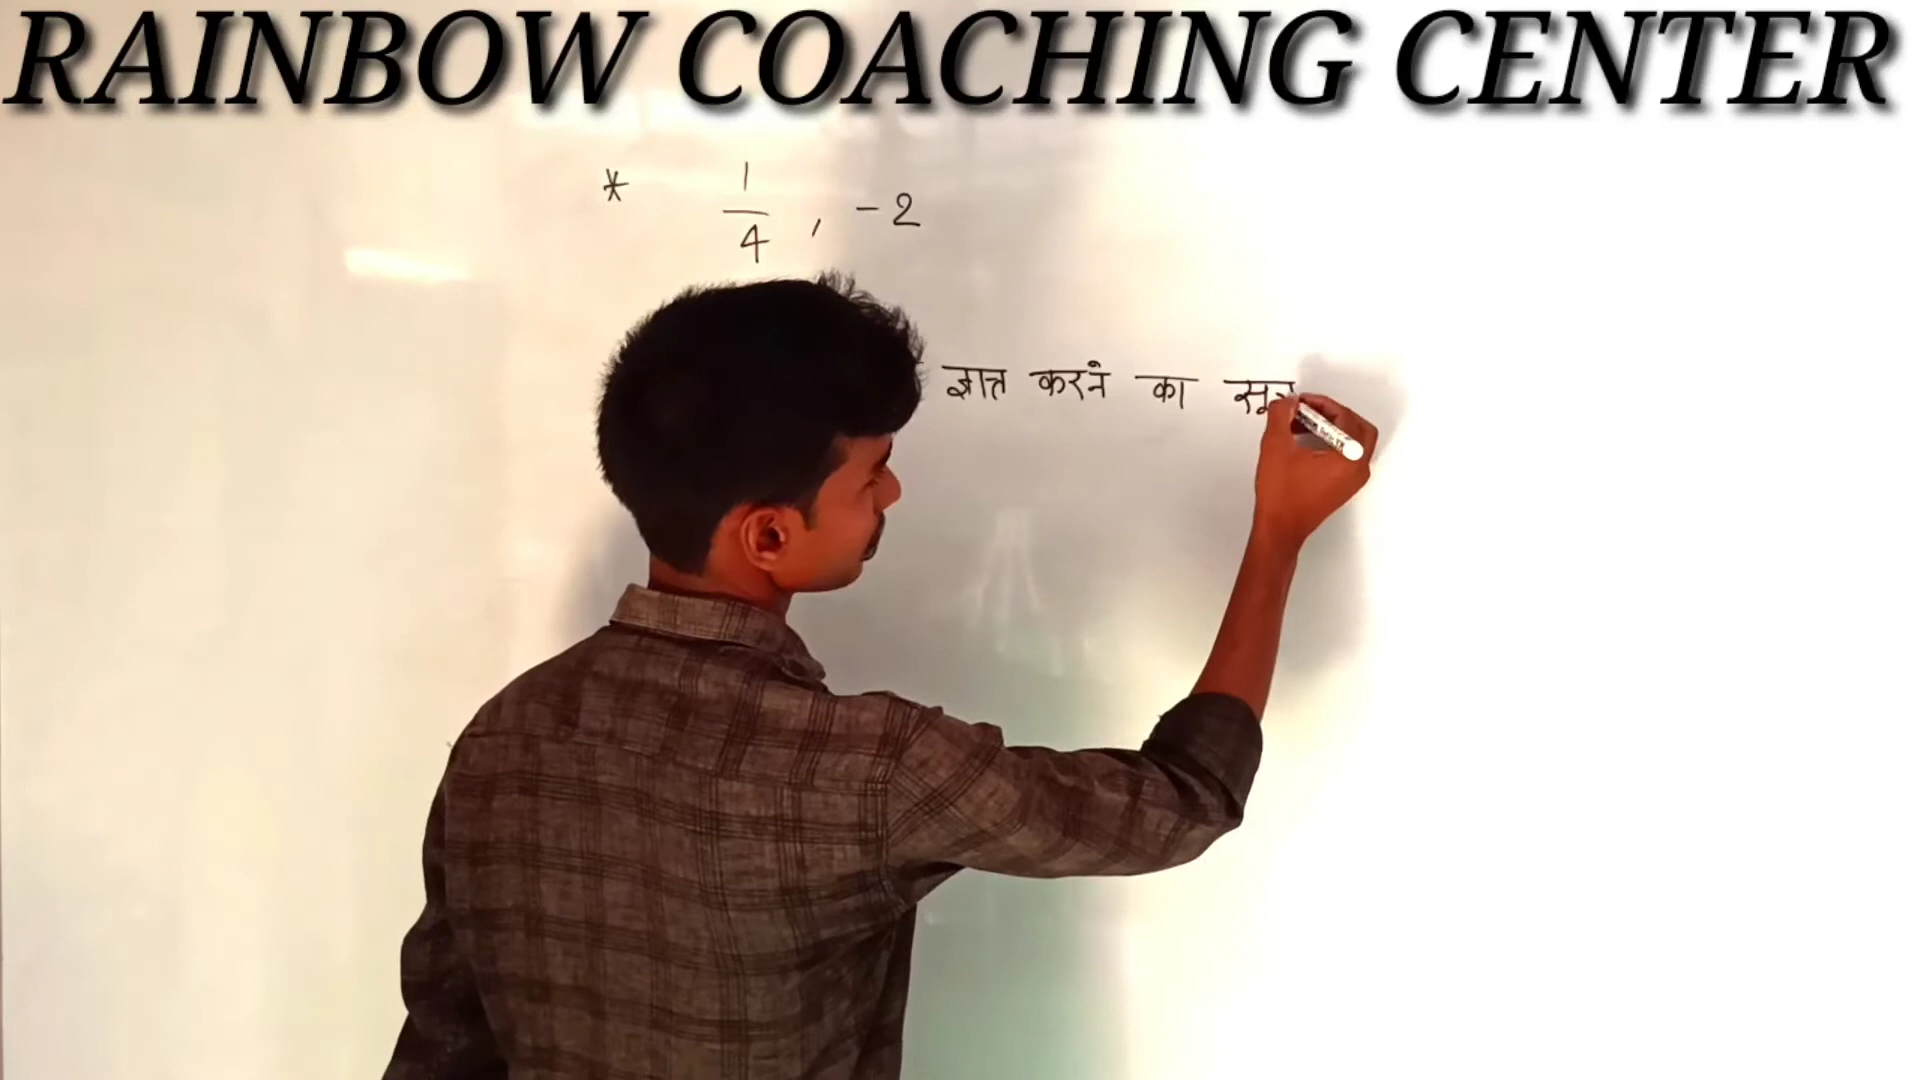 RAINBOW COACHING CENTER
* 1/4 , -2
ज्ञात करने का